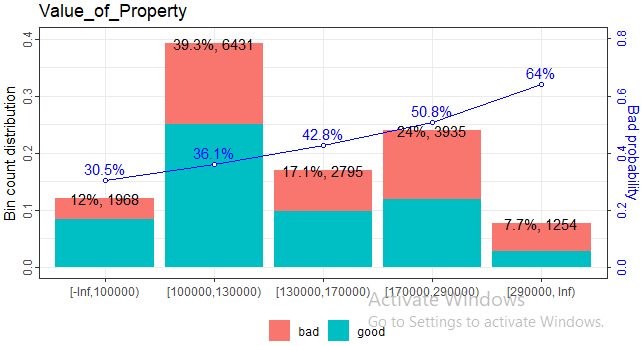 Value_of_Property
Bin count distribution
0.4
0.3
0.2
0.1
0.0
39.3%, 6431
12%, 1968
17.1%, 2795
24%, 3935
7.7%, 1254
30.5%
36.1%
42.8%
50.8%
64%
0.8
0.6
0.4
0.2
0.0
Bad probability
[-Inf,100000) [100000,130000) [130000,170000) [170000,290000) [290000, Inf)
Activate Windows
Go to Settings to activate Windows.
bad good